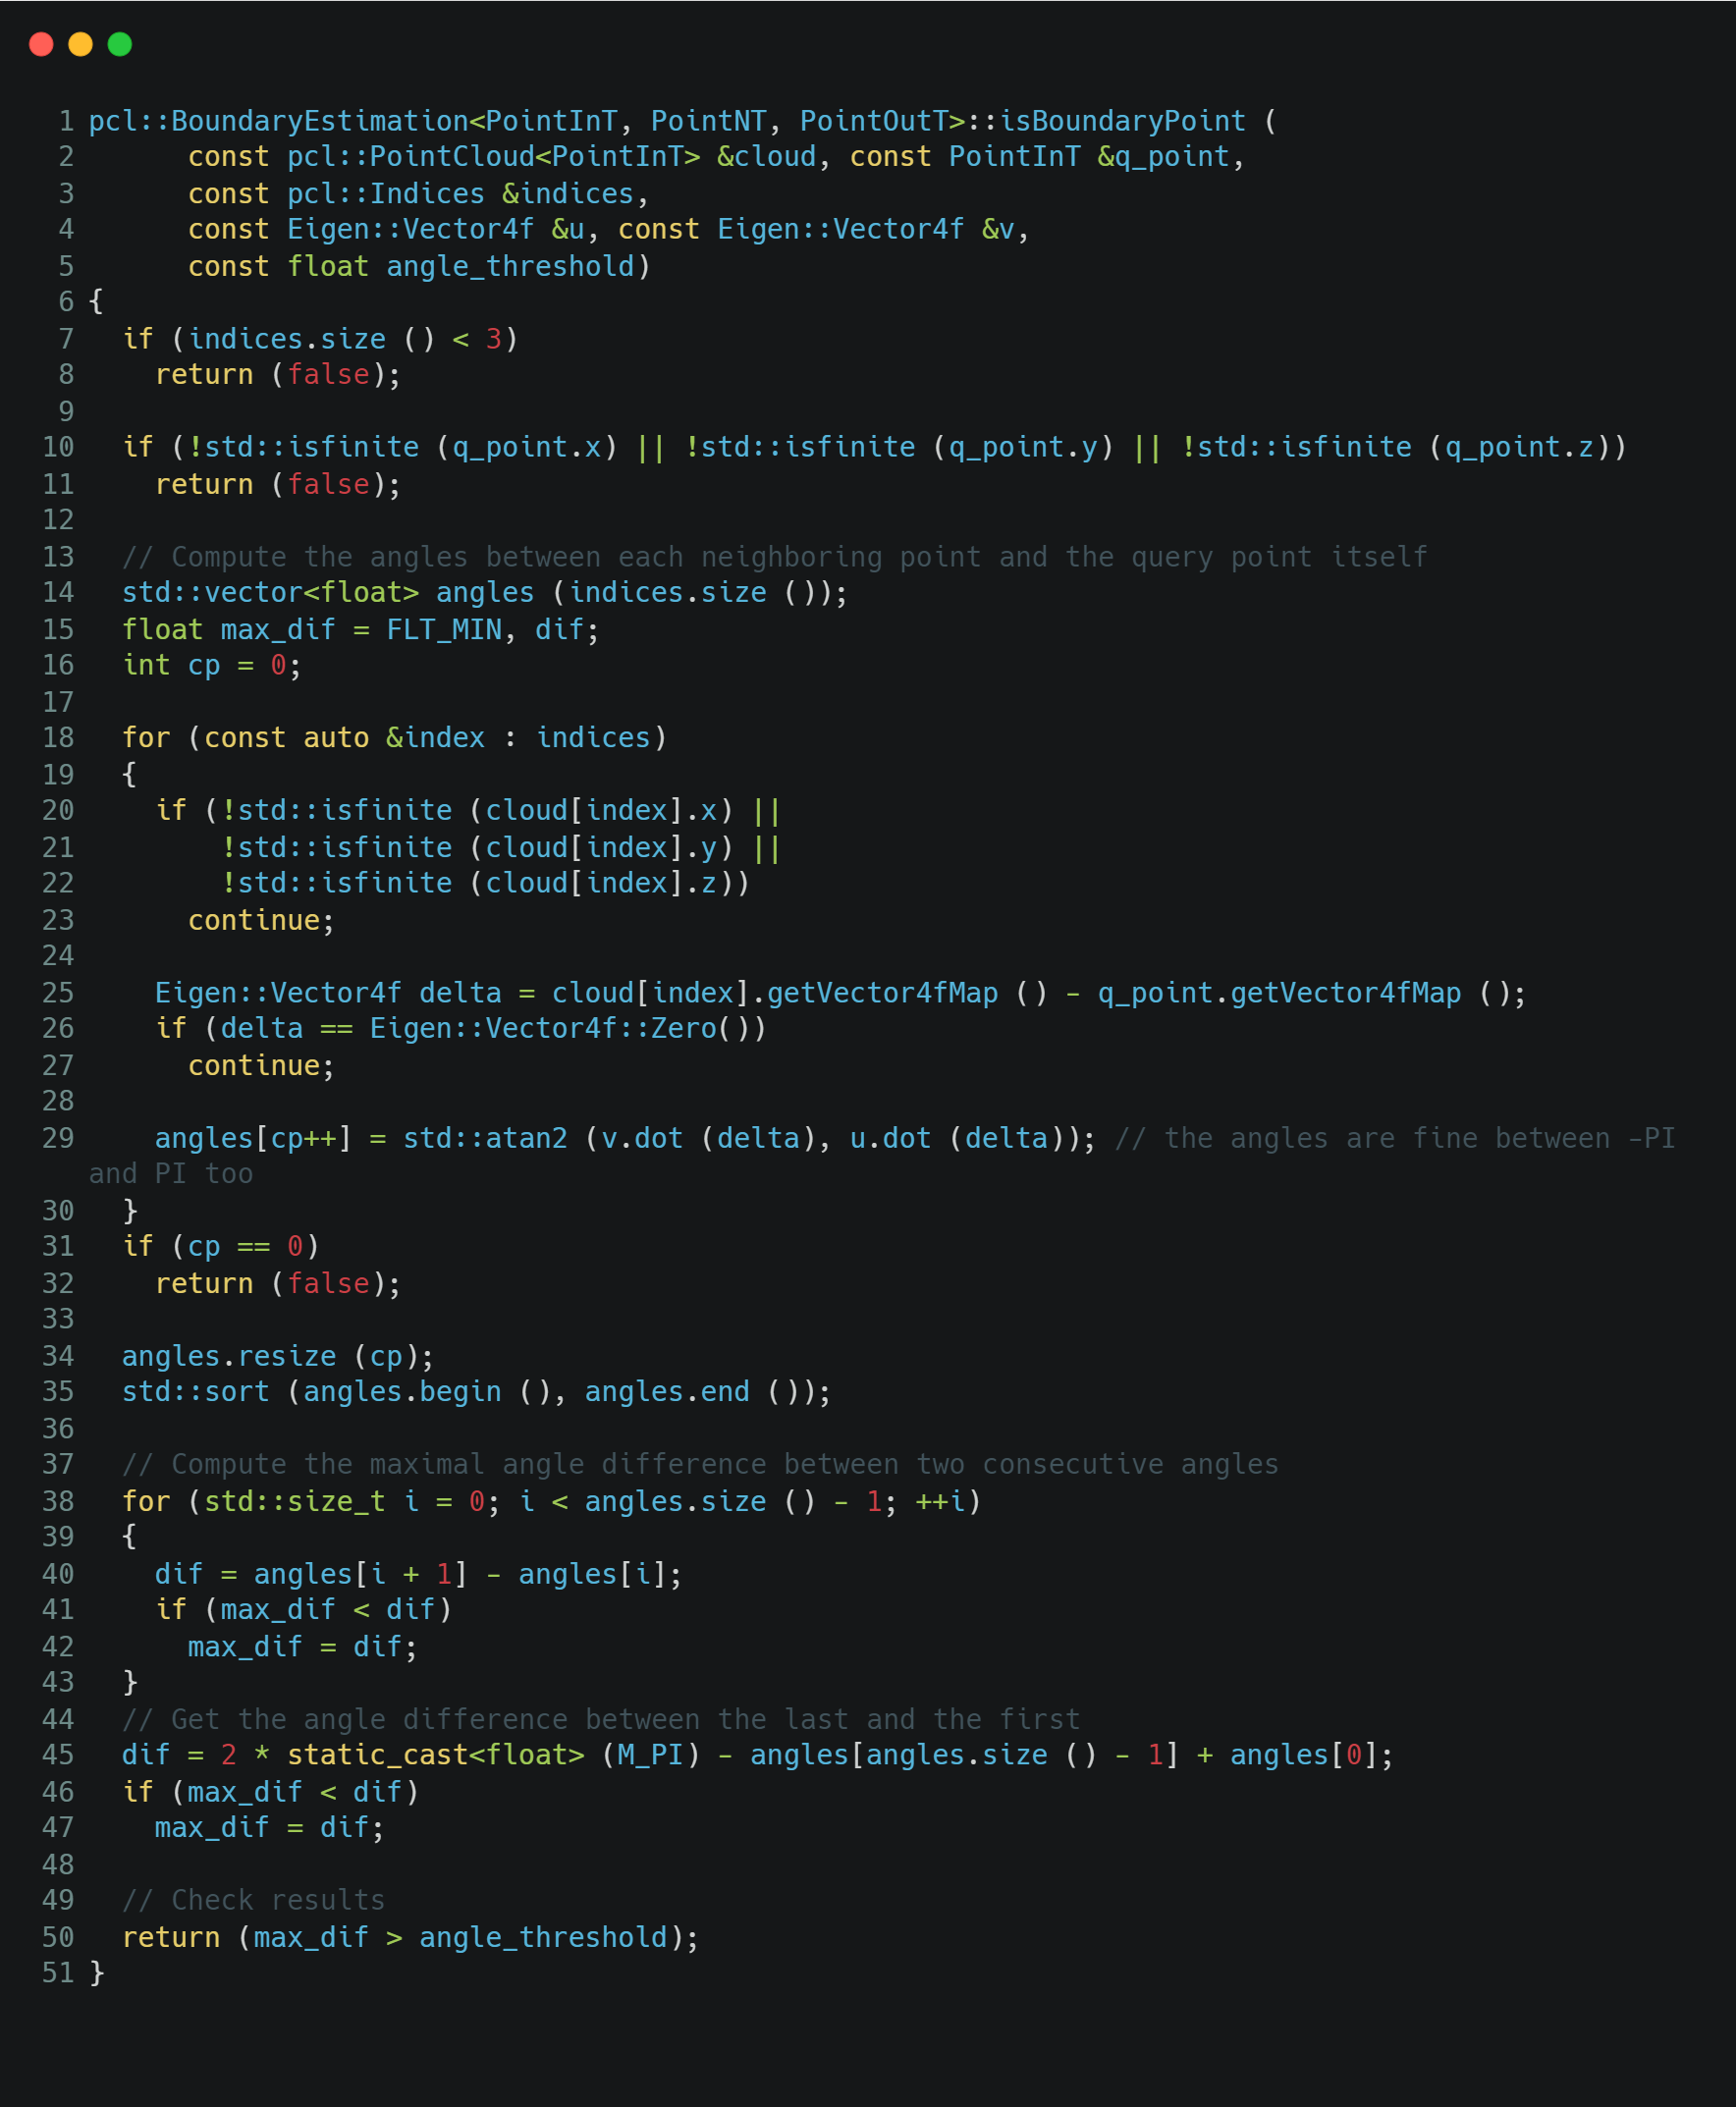 1 pcl::BoundaryEstimation<PointInT, PointNT, PointOutT>::isBoundaryPoint (
2       const pcl::PointCloud<PointInT> &cloud, const PointInT &q_point,
3       const pcl::Indices &indices,
4       const Eigen::Vector4f &u, const Eigen::Vector4f &v,
5       const float angle_threshold)
6 {
7   if (indices.size () < 3)
8     return (false);
9
10   if (!std::isfinite (q_point.x) || !std::isfinite (q_point.y) || !std::isfinite (q_point.z))
11     return (false);
12
13   // Compute the angles between each neighboring point and the query point itself
14   std::vector<float> angles (indices.size ());
15   float max_dif = FLT_MIN, dif;
16   int cp = 0;
17
18   for (const auto &index : indices)
19   {
20     if (!std::isfinite (cloud[index].x) ||
21         !std::isfinite (cloud[index].y) ||
22         !std::isfinite (cloud[index].z))
23       continue;
24
25     Eigen::Vector4f delta = cloud[index].getVector4fMap () - q_point.getVector4fMap ();
26     if (delta == Eigen::Vector4f::Zero())
27       continue;
28
29     angles[cp++] = std::atan2 (v.dot (delta), u.dot (delta)); // the angles are fine between -PI
and PI too
30   }
31   if (cp == 0)
32     return (false);
33
34   angles.resize (cp);
35   std::sort (angles.begin (), angles.end ());
36
37   // Compute the maximal angle difference between two consecutive angles
38   for (std::size_t i = 0; i < angles.size () - 1; ++i)
39   {
40     dif = angles[i + 1] - angles[i];
41     if (max_dif < dif)
42       max_dif = dif;
43   }
44   // Get the angle difference between the last and the first
45   dif = 2 * static_cast<float> (M_PI) - angles[angles.size () - 1] + angles[0];
46   if (max_dif < dif)
47     max_dif = dif;
48
49   // Check results
50   return (max_dif > angle_threshold);
51 }